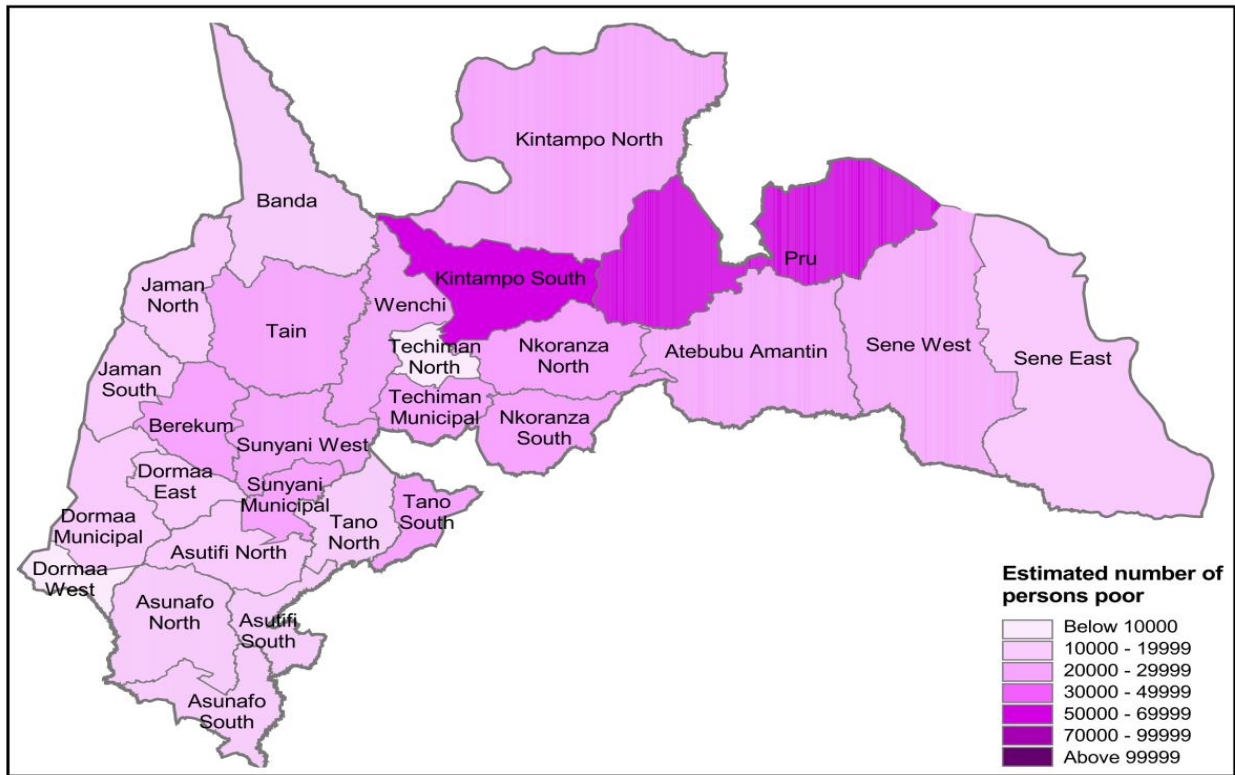 Kintampo North
Banda
Pru
Kintampo South
Jaman
North
Wenchi
Tain
Techiman
North
Nkoranza
North
Atebubu Amantin
Sene West
Sene East
Jaman
South
Techiman
Municipal
Nkoranza
South
Berekum
Sunyani West
Dormaa
East
Sunyani
Municipal
Tano
South
Tano
North
Dormaa
Municipal
Asutifi North
Dormaa
West
Asunafo
North
Asutifi
South
Asunafo
South
Estimated number of
persons poor
Below 10000
10000 - 19999
20000 - 29999
30000 - 49999
50000 - 69999
70000 - 99999
Above 99999